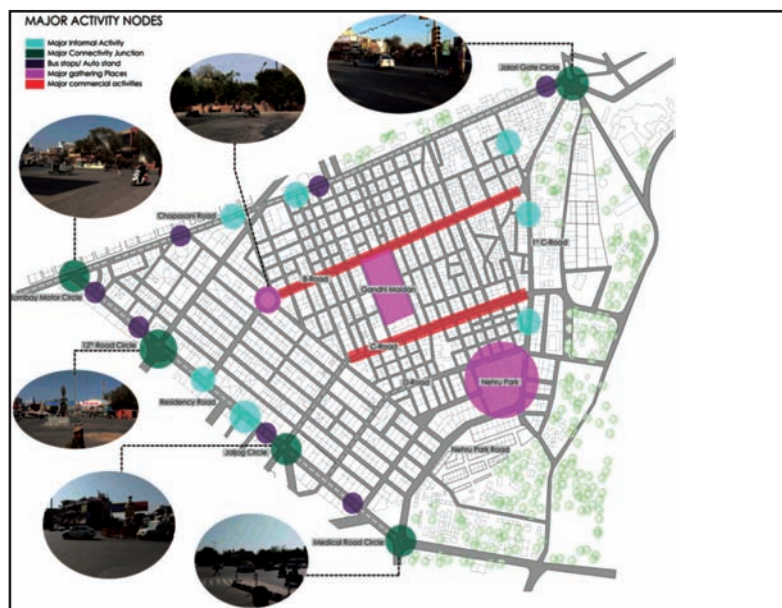 MAJOR ACTIVITY NODES
Major Informal Activity
Major Connectivity Junction
Bus stops/ Auto stand
Major gathering Places
Major commercial activities
Jalori Gate Circle
Chopasani Road
1st C-Road
B-Road
Gandhi Maidan
Bombay Motor Circle
12th Road Circle
C-Road
D-Road
Nehru Park
Residency Road
Jaljog Circle
Nehru Park Road
Medical Road Circle